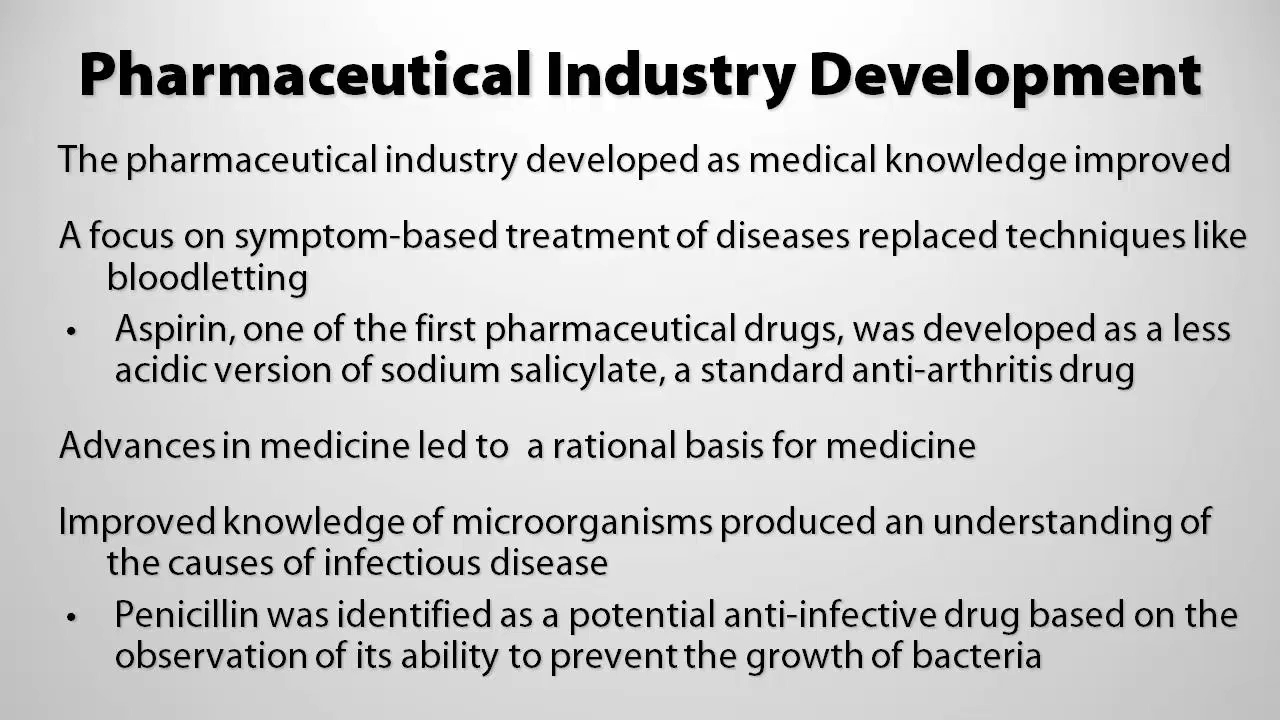 Pharmaceutical Industry Development
The pharmaceutical industry developed as medical knowledge improved
A focus on symptom-based treatment of diseases replaced techniques like
bloodletting
• Aspirin, one of the first pharmaceutical drugs, was developed as a less
acidic version of sodium salicylate, a standard anti-arthritis drug
Advances in medicine led to  a rational basis for medicine
Improved knowledge of microorganisms produced an understanding of
the causes of infectious disease
• Penicillin was identified as a potential anti-infective drug based on the
observation of its ability to prevent the growth of bacteria